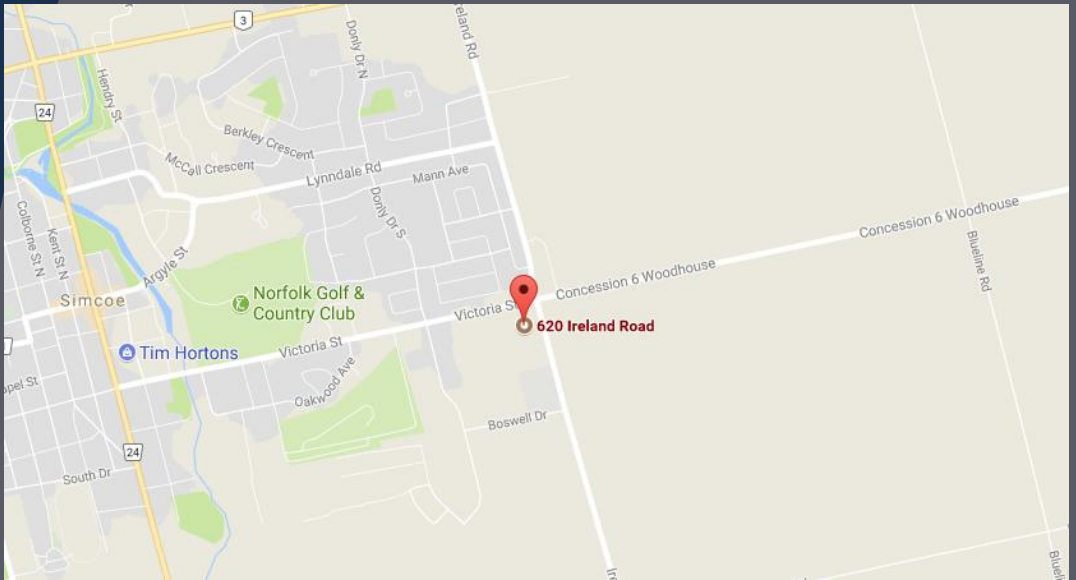 3
Ireland Rd
Donly Dr N
24
Hendry St
Berkley Crescent
McCall Crescent
Lynndale Rd
Mann Ave
Donly Dr S
Colborne St N
Kent St N
Argyle St
Concession 6 Woodhouse
Blueline Rd
Concession 6 Woodhouse
Simcoe
Norfolk Golf &
Country Club
Victoria St
620 Ireland Road
Tim Hortons
Victoria St
Oakwood Ave
Boswell Dr
24
South Dr